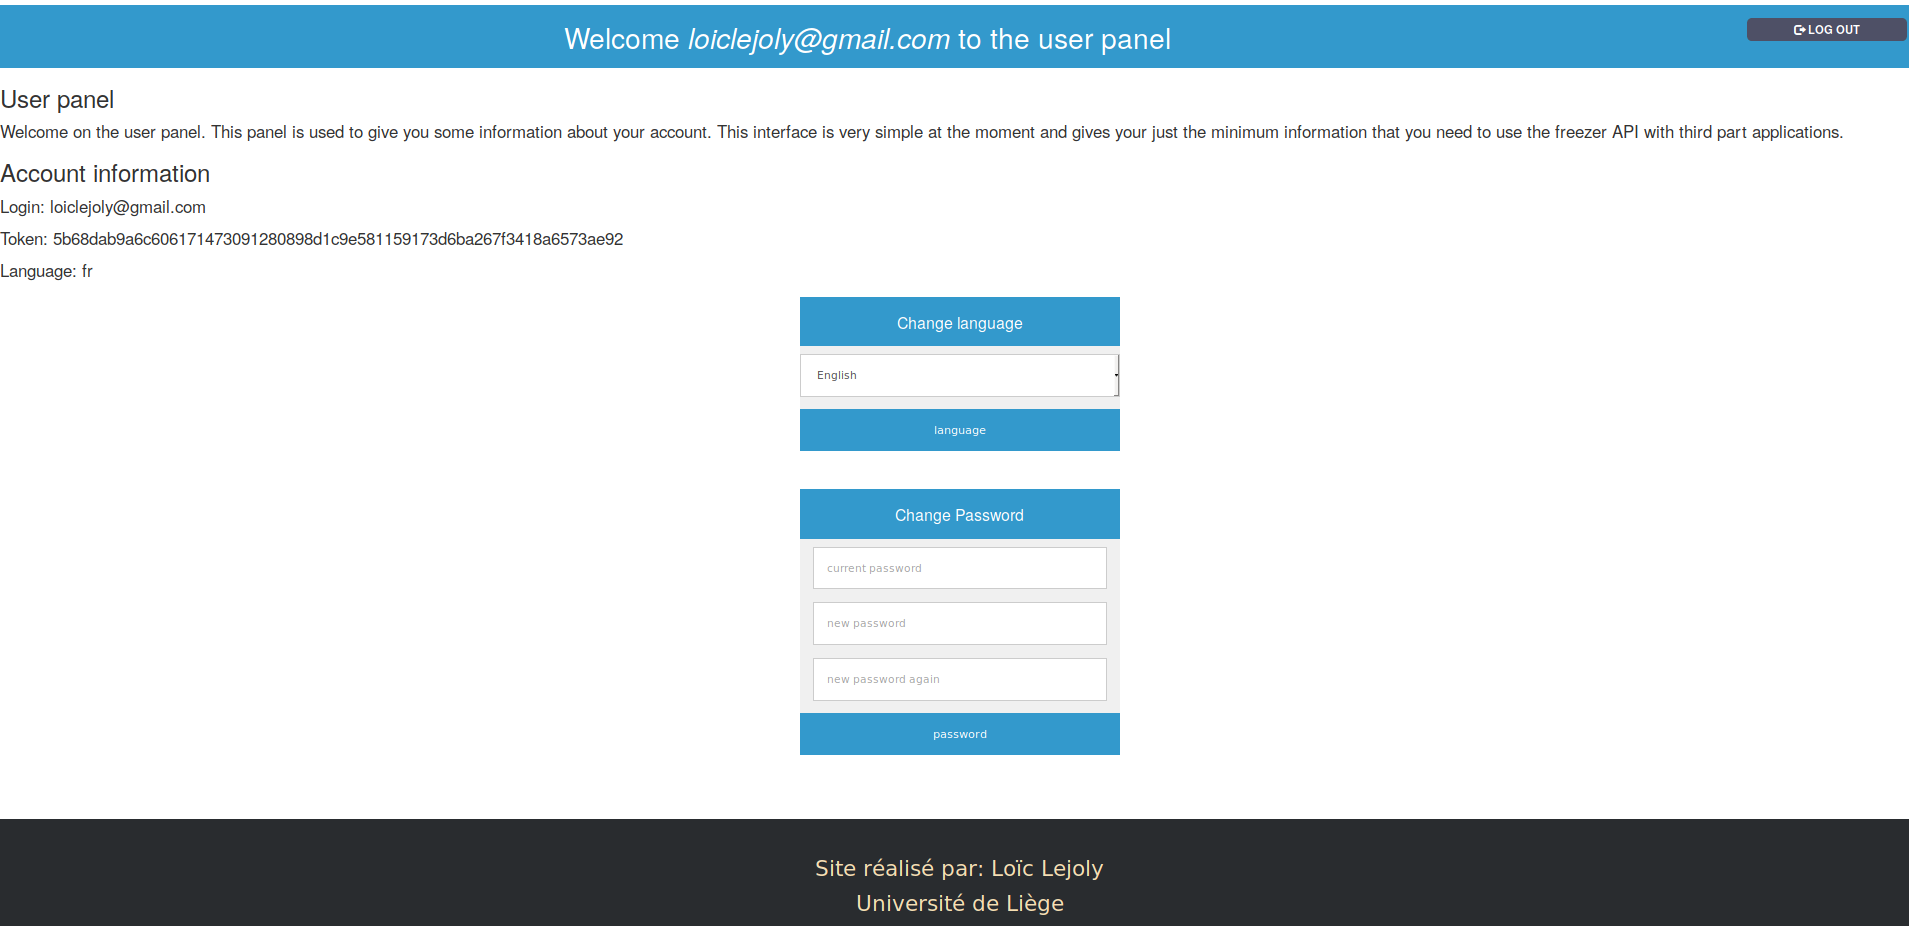 Welcome loiclejoly@gmail.com to the user panel
LOG OUT
User panel
Welcome on the user panel. This panel is used to give you some information about your account. This interface is very simple at the moment and gives your just the minimum information that you need to use the freezer API with third part applications.
Account information
Login: loiclejoly@gmail.com
Token: 5b68dab9a6c606171473091280898d1c9e581159173d6ba267f3418a6573ae92
Language: fr
Change language
English
language
Change Password
current password
new password
new password again
password
Site réalisé par: Loïc Lejoly
Université de Liège